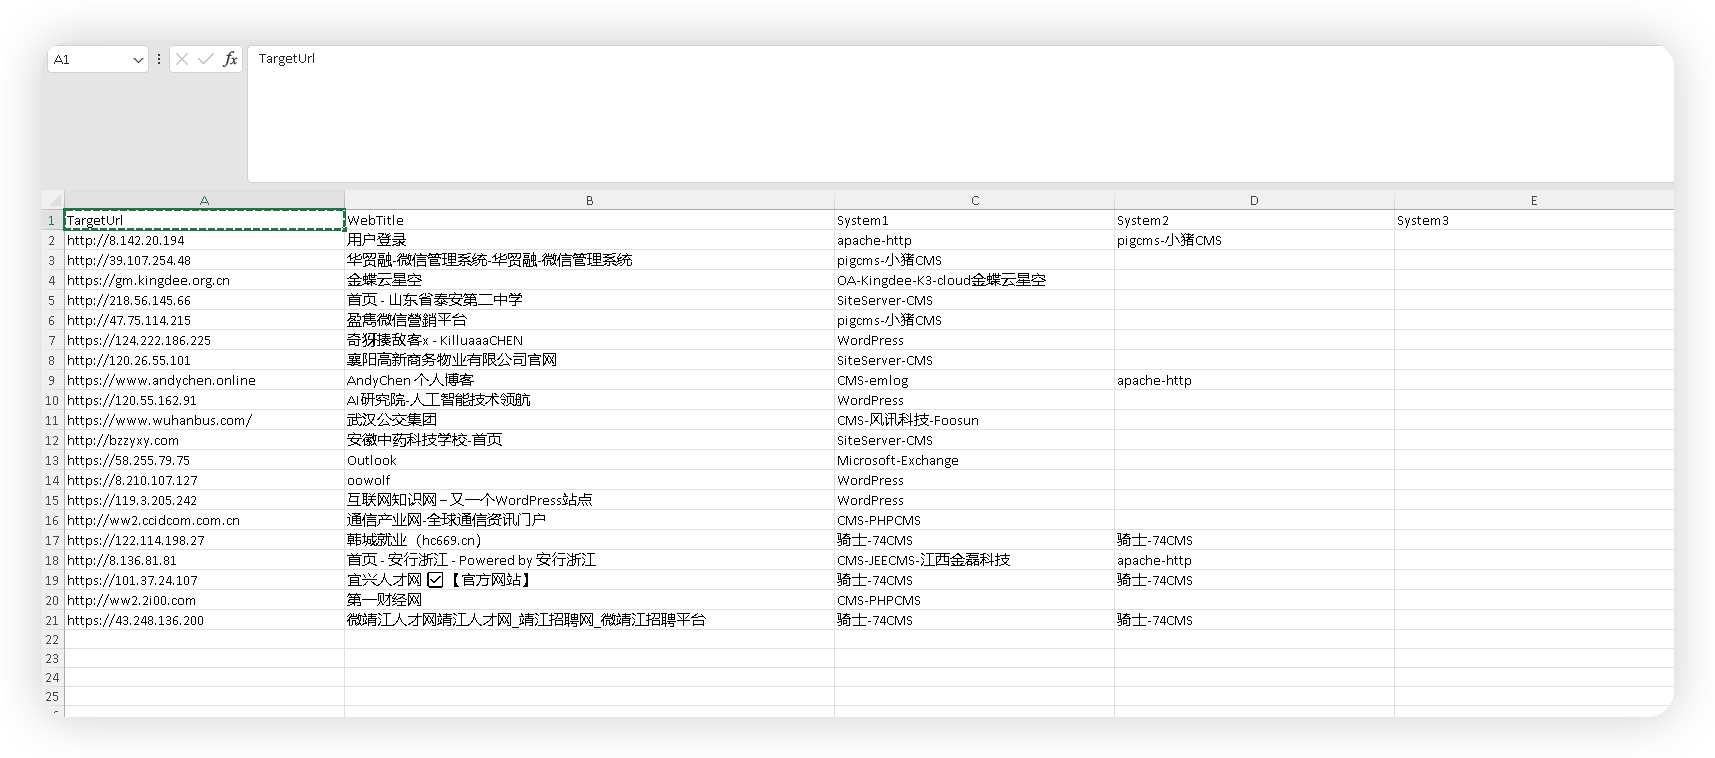 A1
fx
TargetUrl
A B C D E
1 TargetUrl WebTitle System1 System2 System3
2 http://8.142.20.194 用户登录 apache-http pigcms-小猪CMS
3 http://39.107.254.48 华贸融-微信管理系统-华贸融-微信管理系统 pigcms-小猪CMS
4 https://gm.kingdee.org.cn 金蝶云星空 OA-Kingdee-K3-cloud金蝶云星空
5 http://218.56.145.66 首页 - 山东省泰安第二中学 SiteServer-CMS
6 http://47.75.114.215 盈雋微信營銷平台 pigcms-小猪CMS
7 https://124.222.186.225 奇犽揍敌客x - KilluaaaCHEN WordPress
8 http://120.26.55.101 襄阳高新商务物业有限公司官网 SiteServer-CMS
9 https://www.andychen.online AndyChen 个人博客 CMS-emlog apache-http
10 https://120.55.162.91 AI研究院-人工智能技术领航 WordPress
11 https://www.wuhanbus.com/ 武汉公交集团 CMS-风讯科技-Foosun
12 http://bzzyxy.com 安徽中药科技学校-首页 SiteServer-CMS
13 https://58.255.79.75 Outlook Microsoft-Exchange
14 https://8.210.107.127 oowolf WordPress
15 https://119.3.205.242 互联网知识网 – 又一个WordPress站点 WordPress
16 http://ww2.ccidcom.com.cn 通信产业网-全球通信资讯门户 CMS-PHPCMS
17 https://122.114.198.27 韩城就业（hc669.cn） 骑士-74CMS 骑士-74CMS
18 http://8.136.81.81 首页 - 安行浙江 - Powered by 安行浙江 CMS-JEECMS-江西金磊科技 apache-http
19 https://101.37.24.107 宜兴人才网 ☑【官方网站】 骑士-74CMS 骑士-74CMS
20 http://ww2.2i00.com 第一财经网 CMS-PHPCMS
21 https://43.248.136.200 微靖江人才网靖江人才网_靖江招聘网_微靖江招聘平台 骑士-74CMS 骑士-74CMS
22
23
24
25